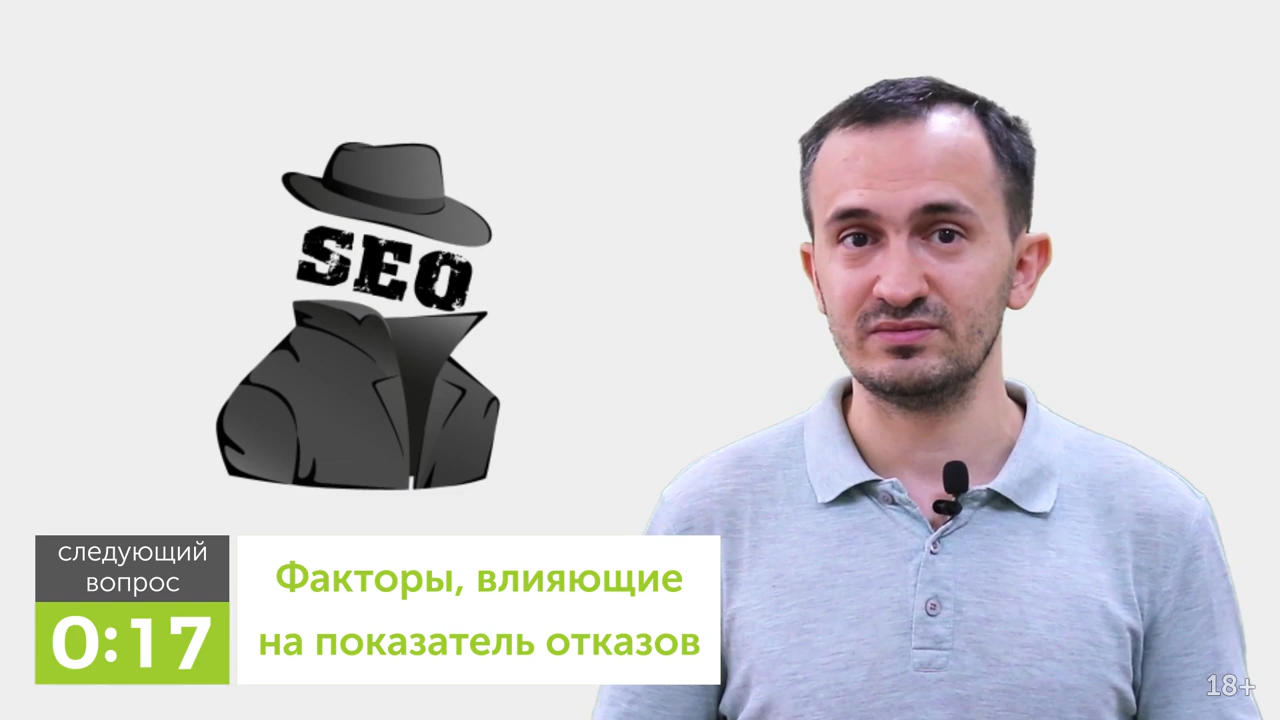 SEO
следующий
вопрос
0:17
Факторы, влияющие
на показатель отказов
18+